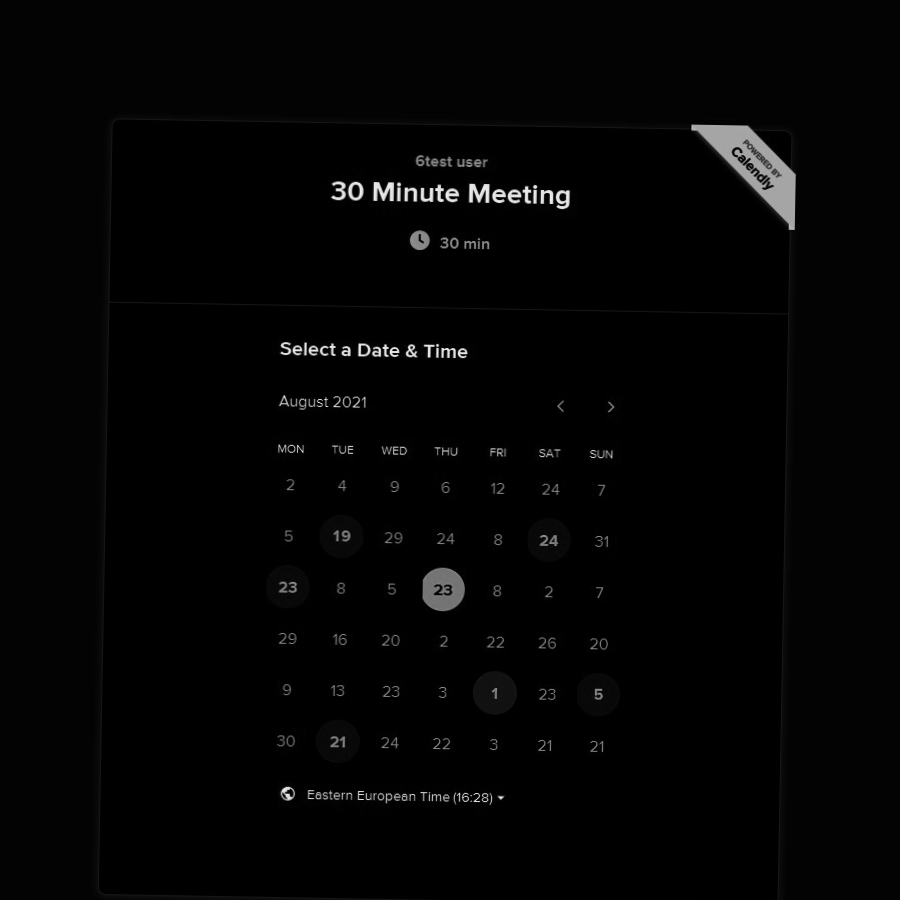 POWERED BY
Calendly
6test user
30 Minute Meeting
30 min
Select a Date & Time
August 2021
MON TUE WED THU FRI SAT SUN
2 4 9 6 12 24 7
5 19 29 24 8 24 31
23 8 5 23 8 2 7
29 16 20 2 22 26 20
9 13 23 3 1 23 5
30 21 24 22 3 21 21
Eastern European Time (16:28)